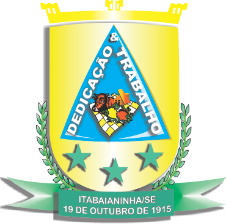 DEDICAÇÃO & TRABALHO
ITABAIANINHA/SE
19 DE OUTUBRO DE 1915